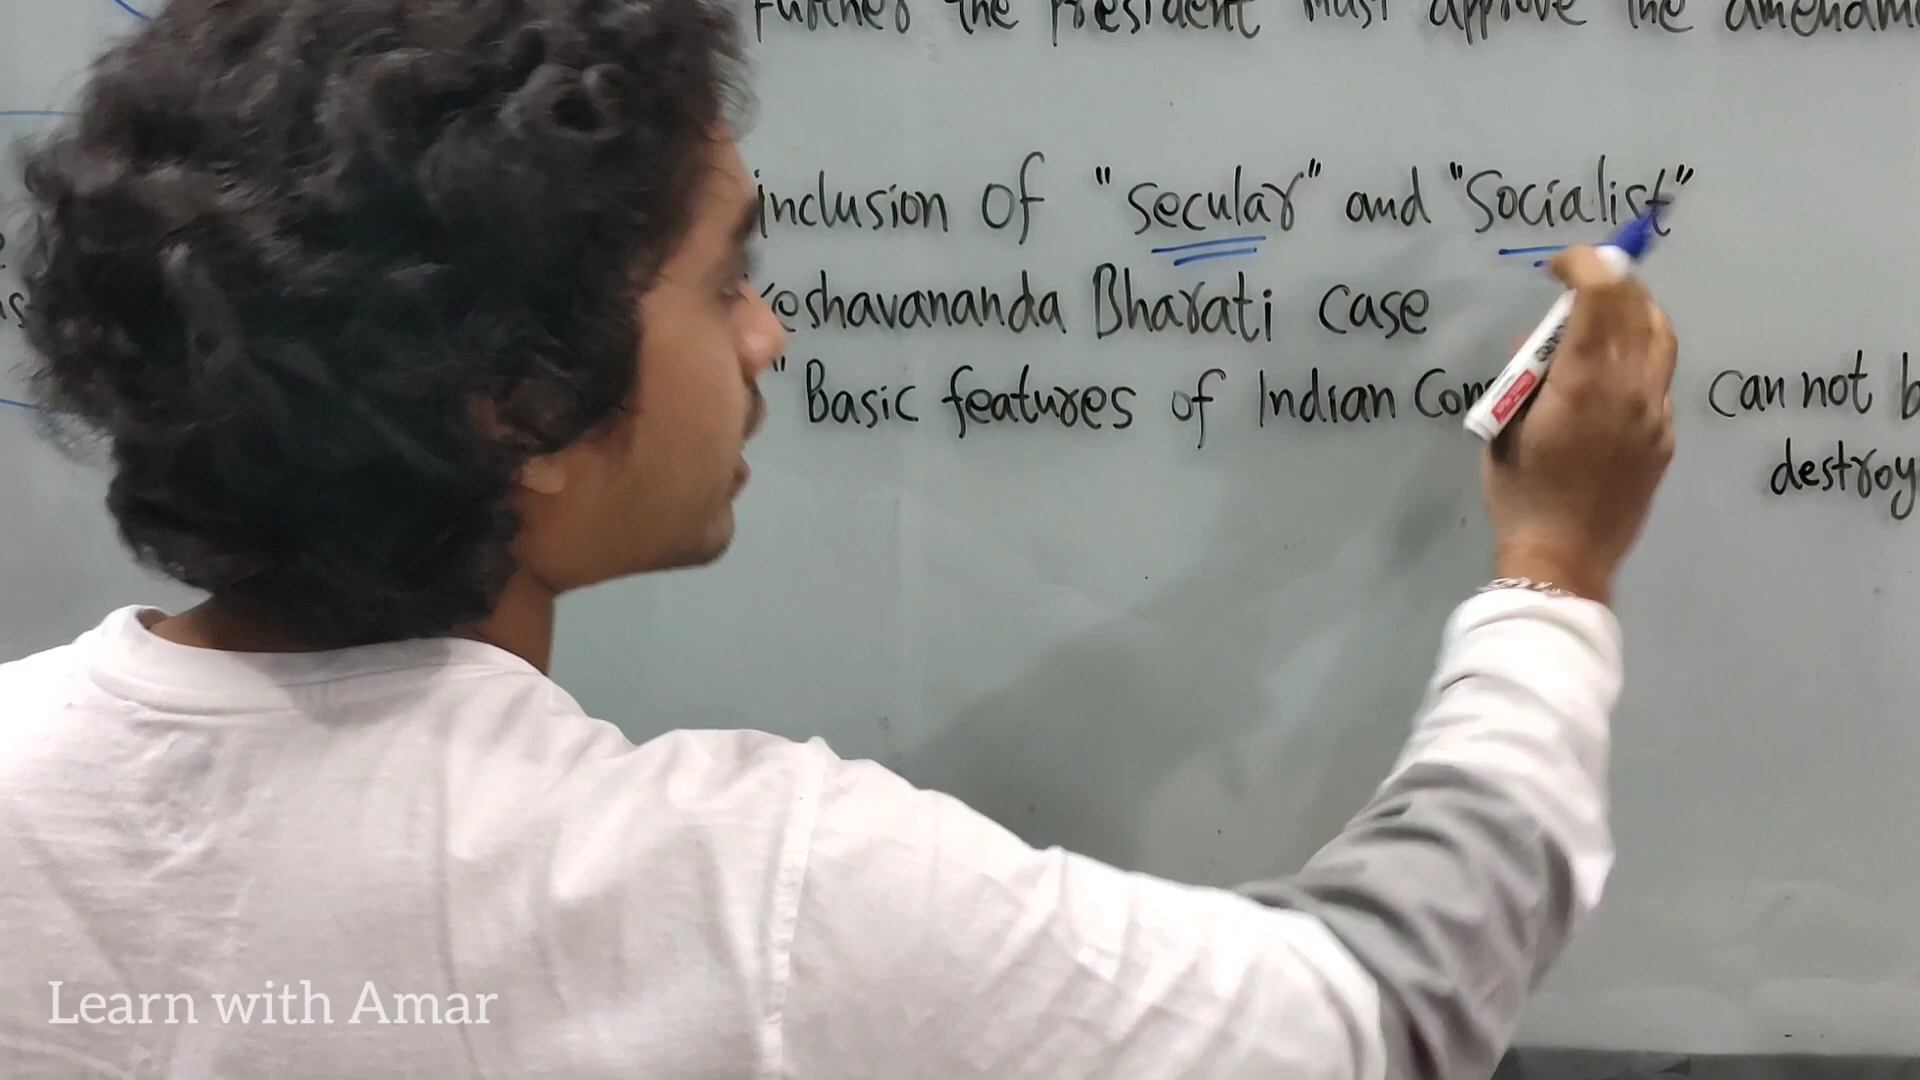 Further the President must approve the amendm
inclusion of "Secular" and "Socialist"
eshavananda Bharati case
"Basic features of Indian Con can not b
destroy
Learn with Amar